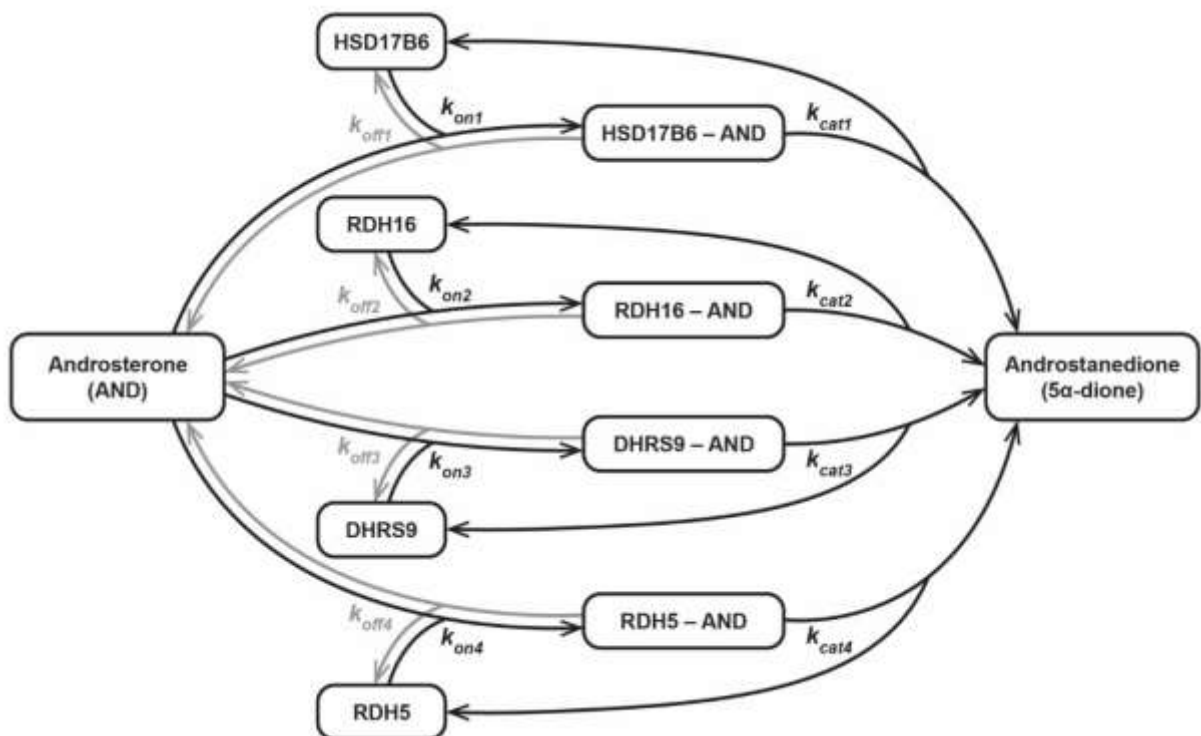 HSD17B6
k_on1
k_off1
HSD17B6 – AND
k_cat1
RDH16
k_on2
k_off2
RDH16 – AND
k_cat2
Androsterone
(AND)
Androstanedione
(5α-dione)
DHRS9 – AND
k_off3
k_on3
k_cat3
DHRS9
RDH5 – AND
k_off4
k_on4
k_cat4
RDH5